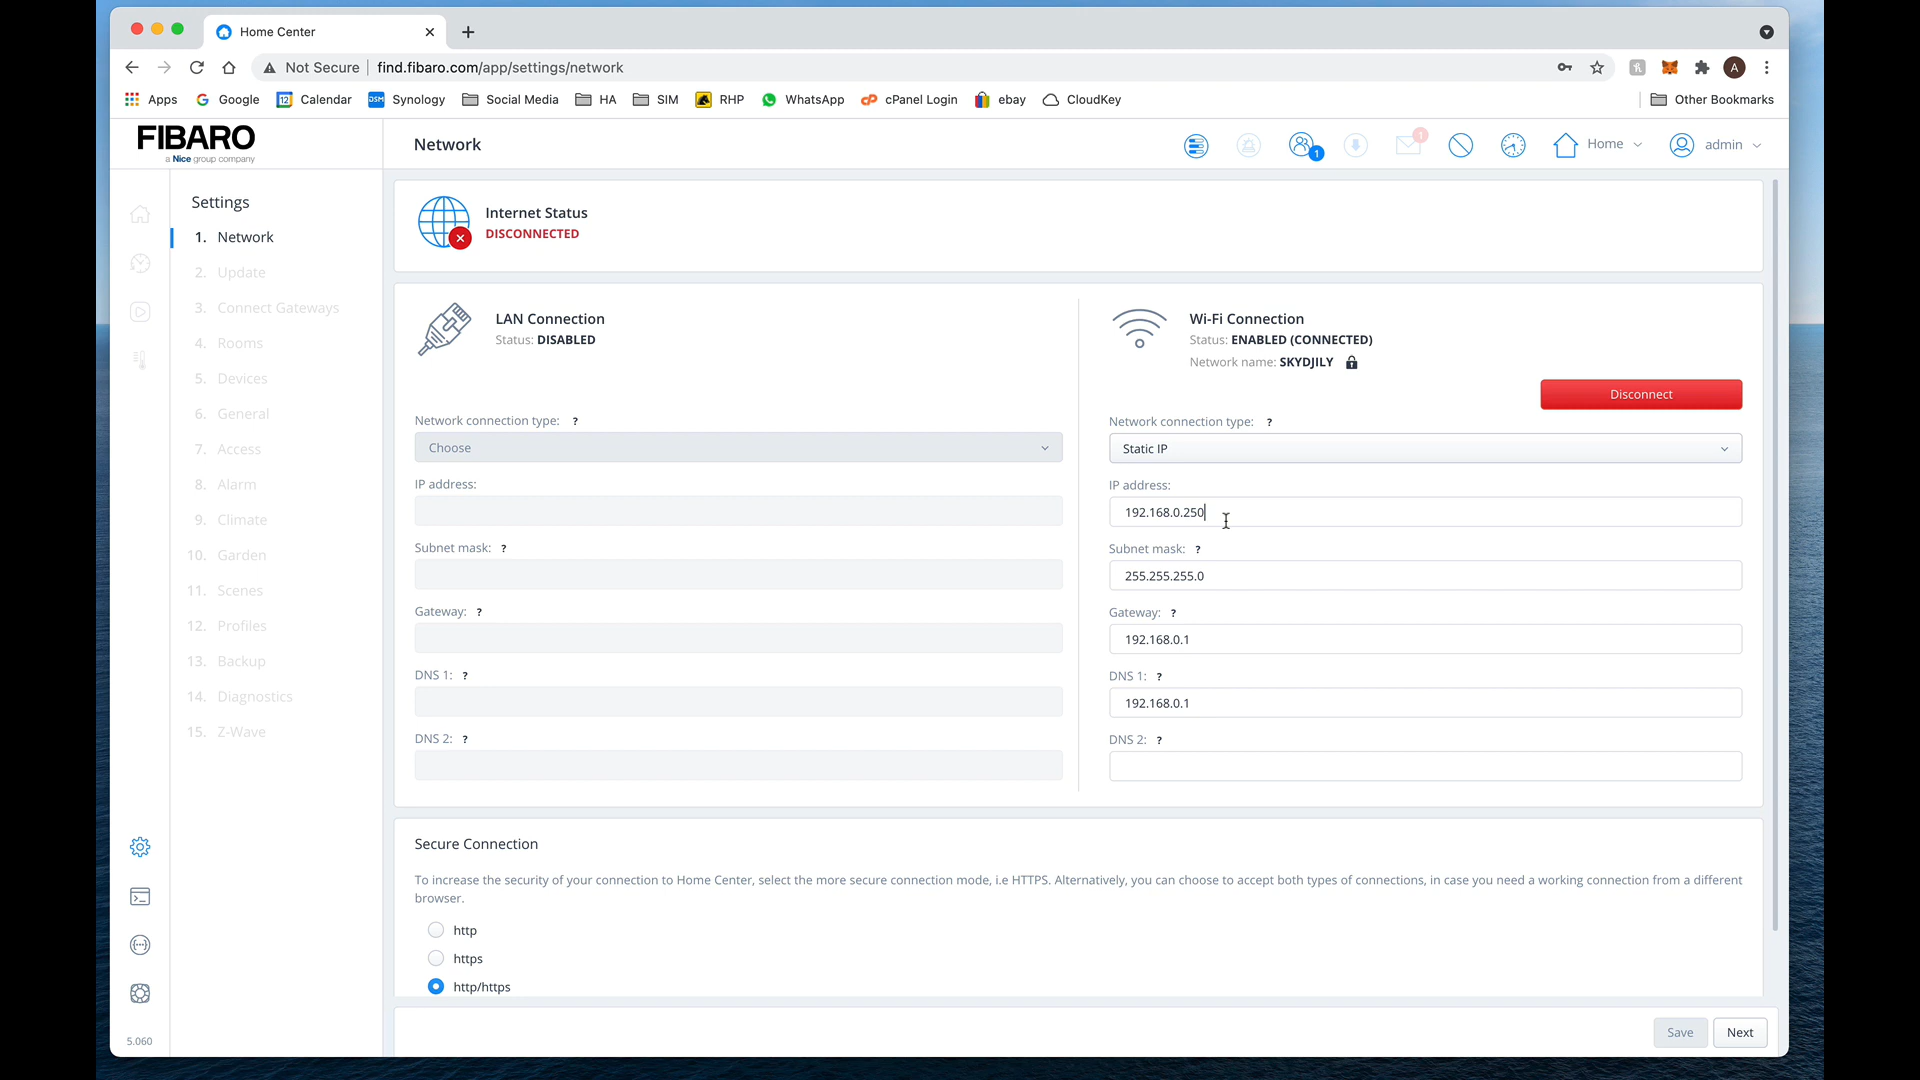 Home Center
Not Secure
find.fibaro.com/app/settings/network
A
Apps
Google
12
Calendar
DSM
Synology
Social Media
HA
SIM
RHP
WhatsApp
cP
cPanel Login
ebay
CloudKey
Other Bookmarks
FIBARO
a Nice group company
Network
1
1
Home
admin
Settings
1. Network
2. Update
3. Connect Gateways
4. Rooms
5. Devices
6. General
7. Access
8. Alarm
9. Climate
10. Garden
11. Scenes
12. Profiles
13. Backup
14. Diagnostics
15. Z-Wave
5.060
Internet Status
DISCONNECTED
LAN Connection
Status: DISABLED
Network connection type: ?
Choose
IP address:
Subnet mask: ?
Gateway: ?
DNS 1: ?
DNS 2: ?
Wi-Fi Connection
Status: ENABLED (CONNECTED)
Network name: SKYDJILY
Disconnect
Network connection type: ?
Static IP
IP address:
192.168.0.250
Subnet mask: ?
255.255.255.0
Gateway: ?
192.168.0.1
DNS 1: ?
192.168.0.1
DNS 2: ?
Secure Connection
To increase the security of your connection to Home Center, select the more secure connection mode, i.e HTTPS. Alternatively, you can choose to accept both types of connections, in case you need a working connection from a different
browser.
http
https
http/https
Save
Next